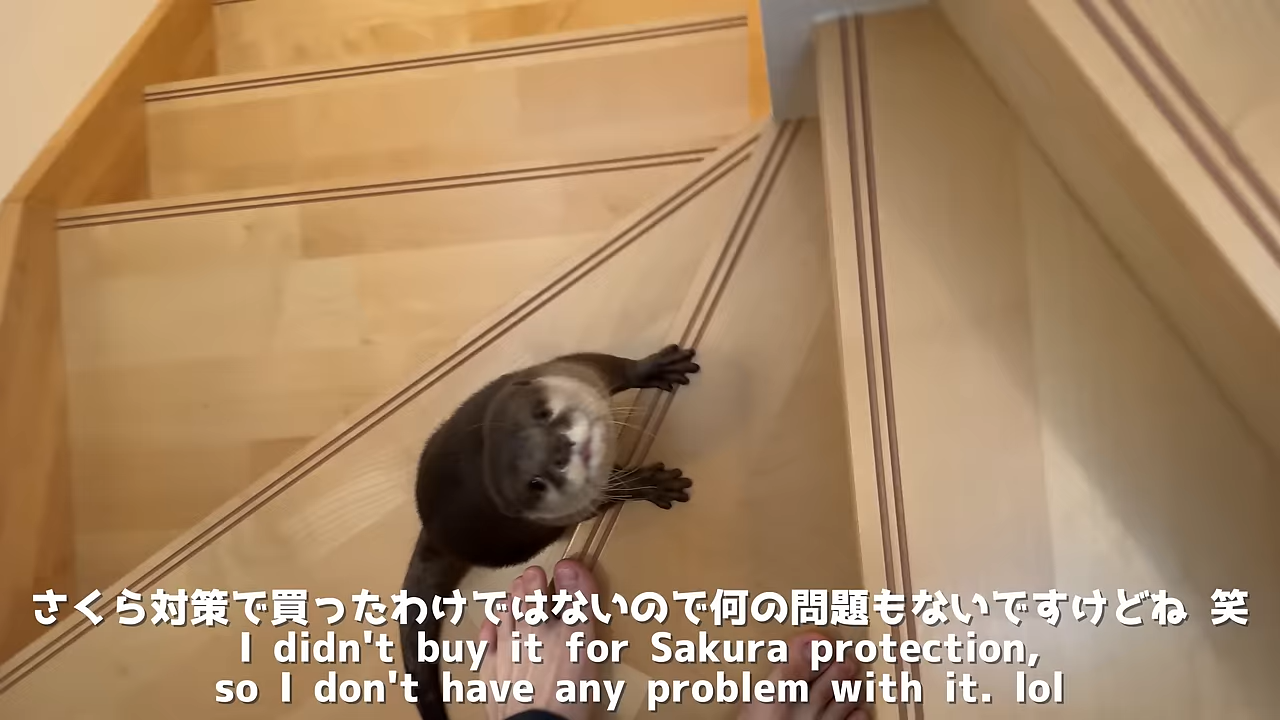 さくら対策で買ったわけではないので何の問題もないですけどね 笑
I didn't buy it for Sakura protection,
so I don't have any problem with it. lol